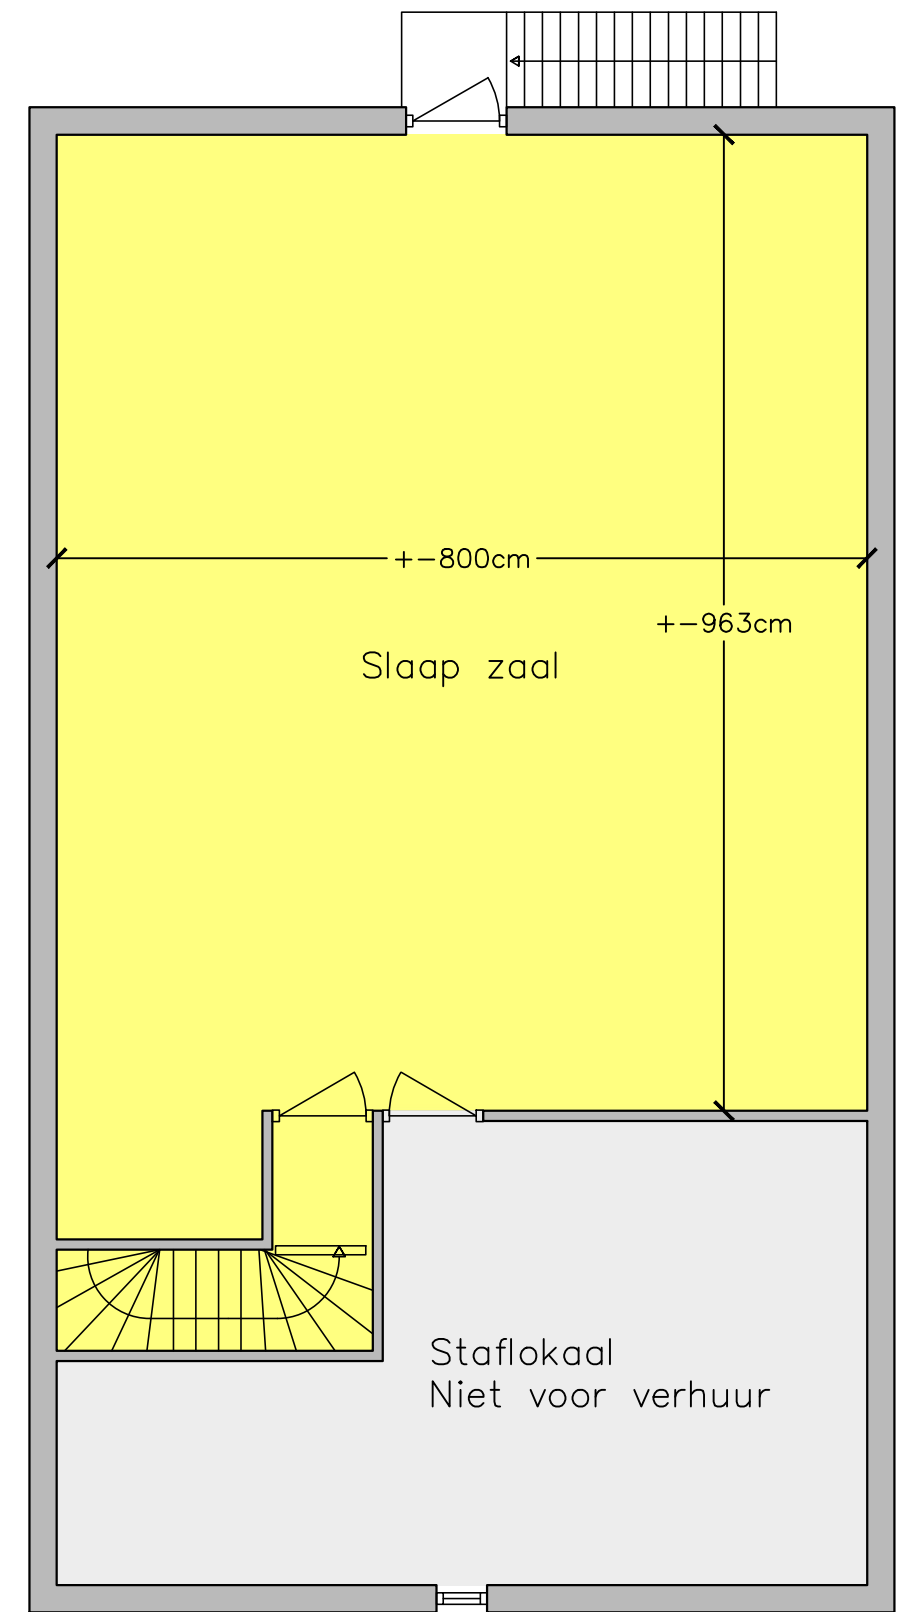 +-800cm
+-963cm
Slaap zaal
Staflokaal
Niet voor verhuur